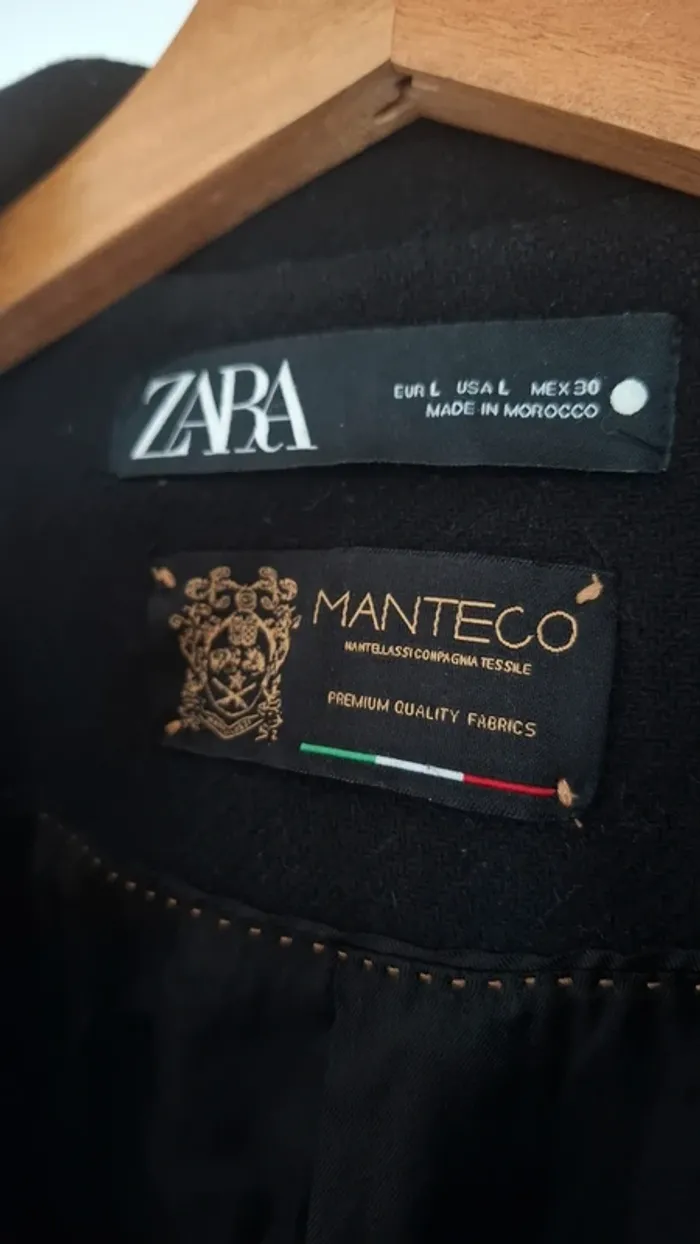 ZARA
EUR L USA L MEX 30
MADE IN MOROCCO
MANTECO
MANTELLASSI COMPAGNIA TESSILE
PREMIUM QUALITY FABRICS